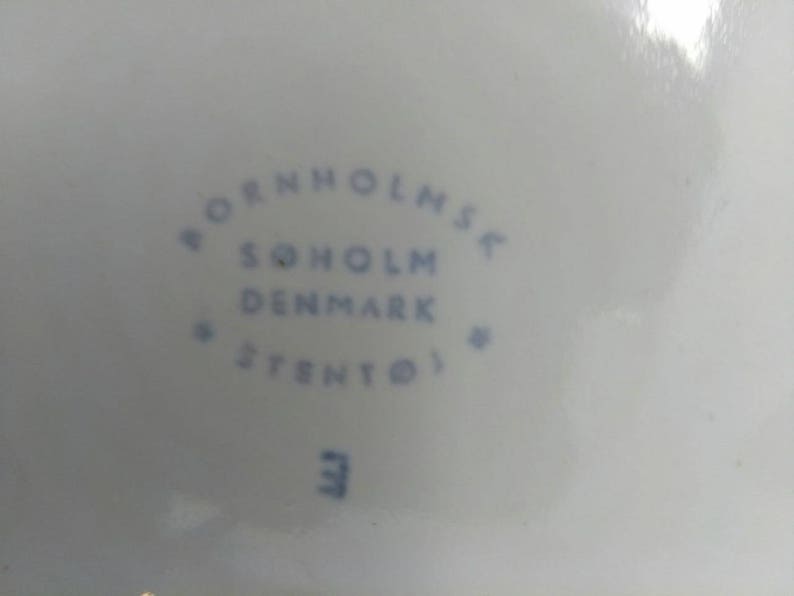 BORNHOLMSK
SØHOLM
DENMARK
* STENTØJ *